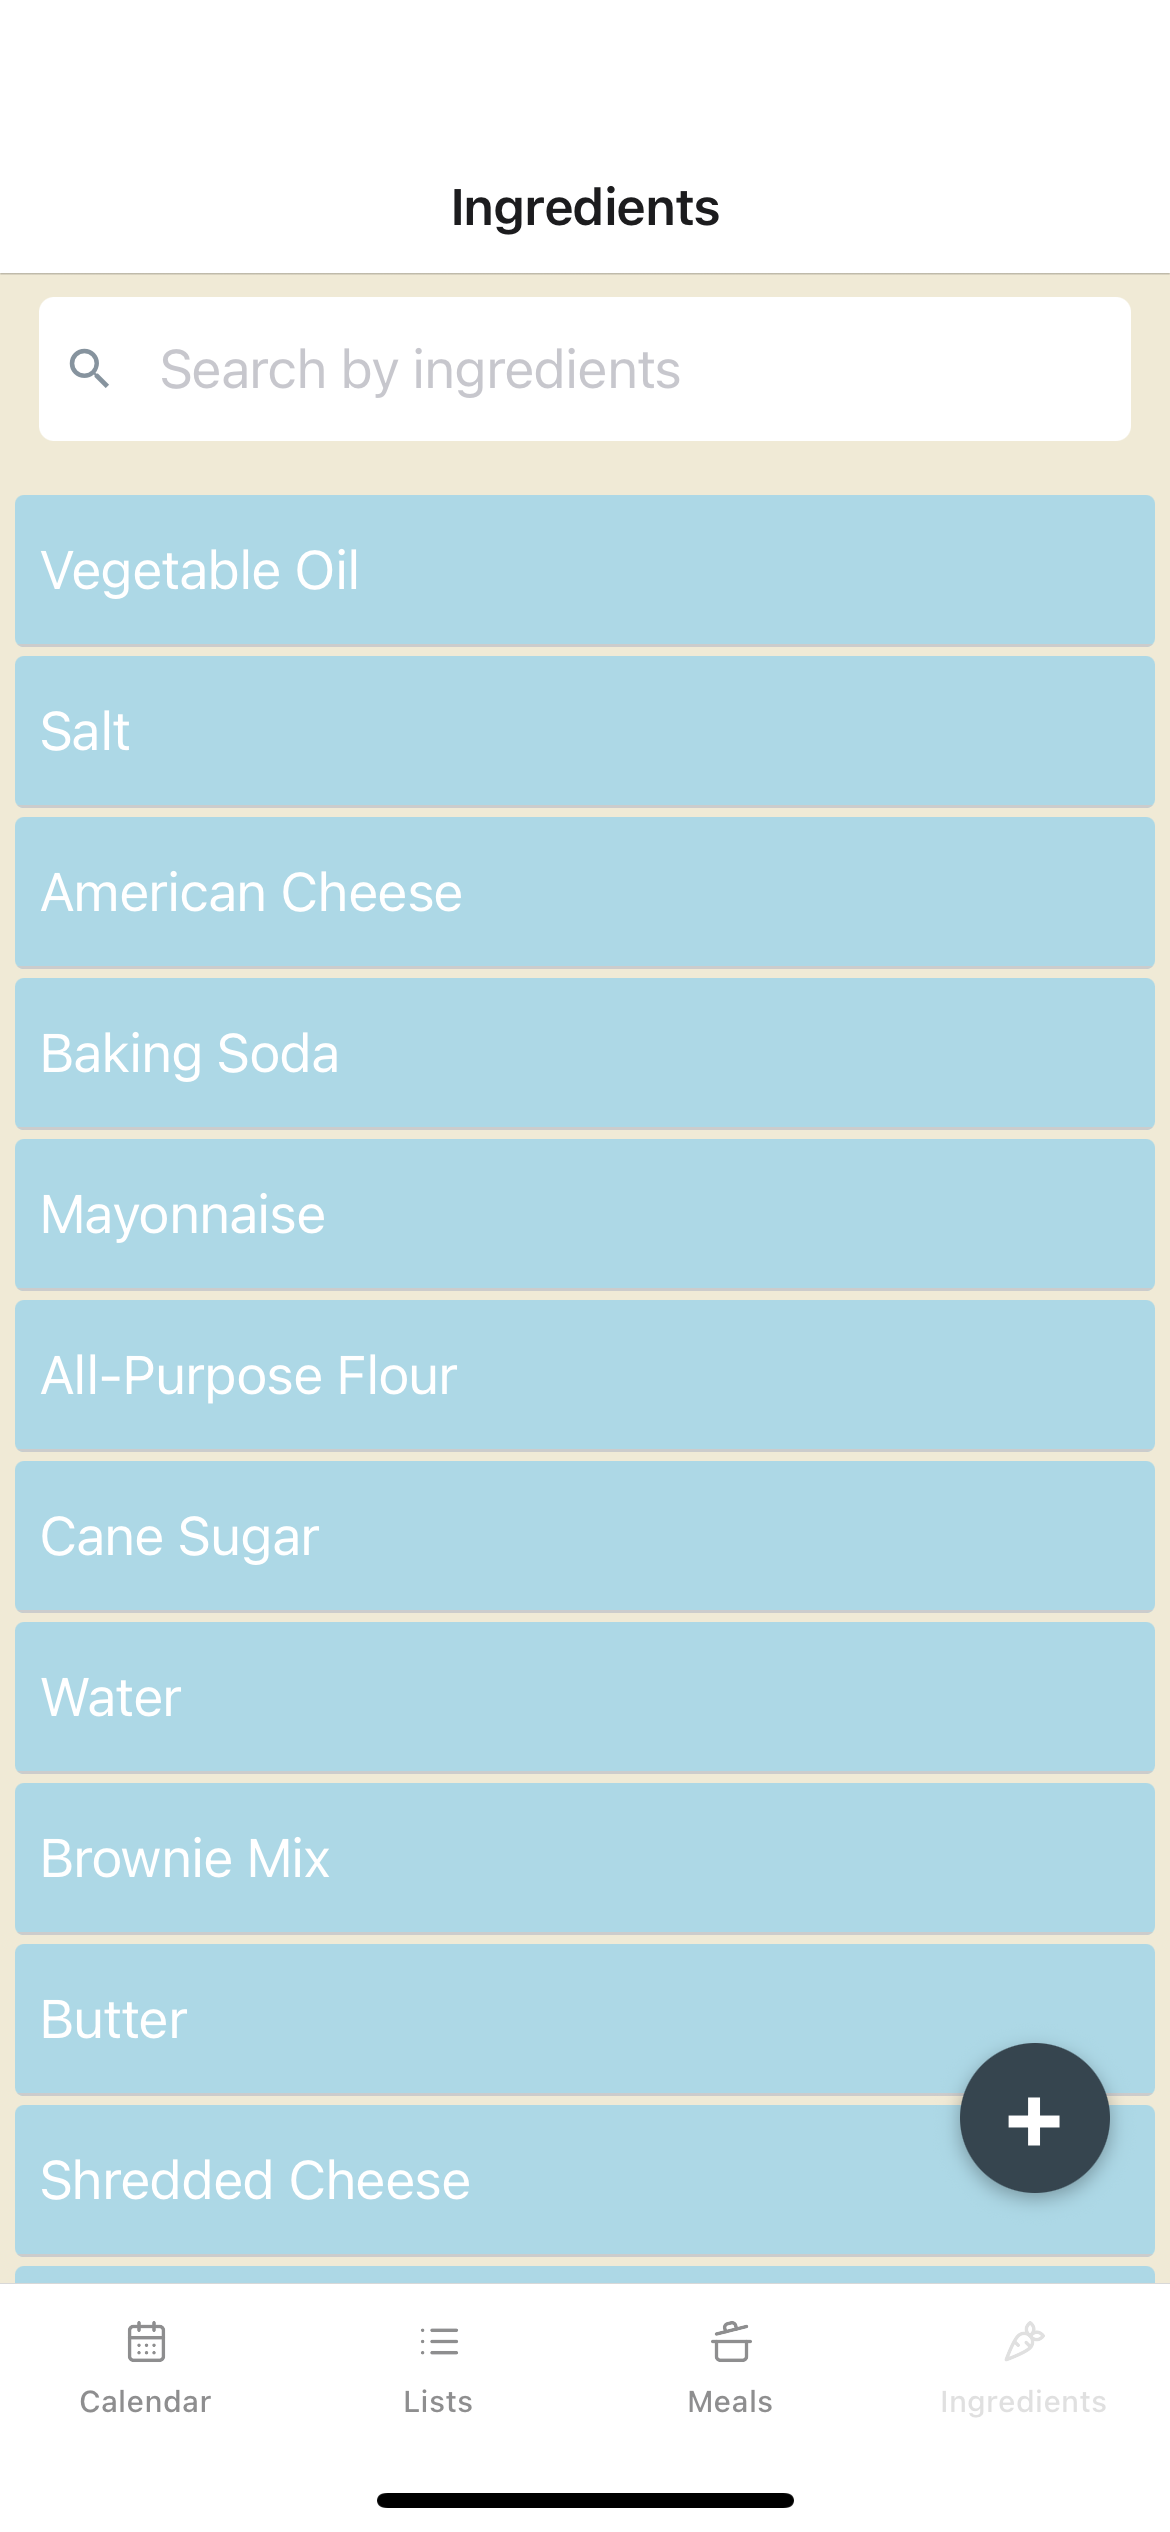 Ingredients
Search by ingredients
Vegetable Oil
Salt
American Cheese
Baking Soda
Mayonnaise
All-Purpose Flour
Cane Sugar
Water
Brownie Mix
Butter
Shredded Cheese
Calendar
Lists
Meals
Ingredients